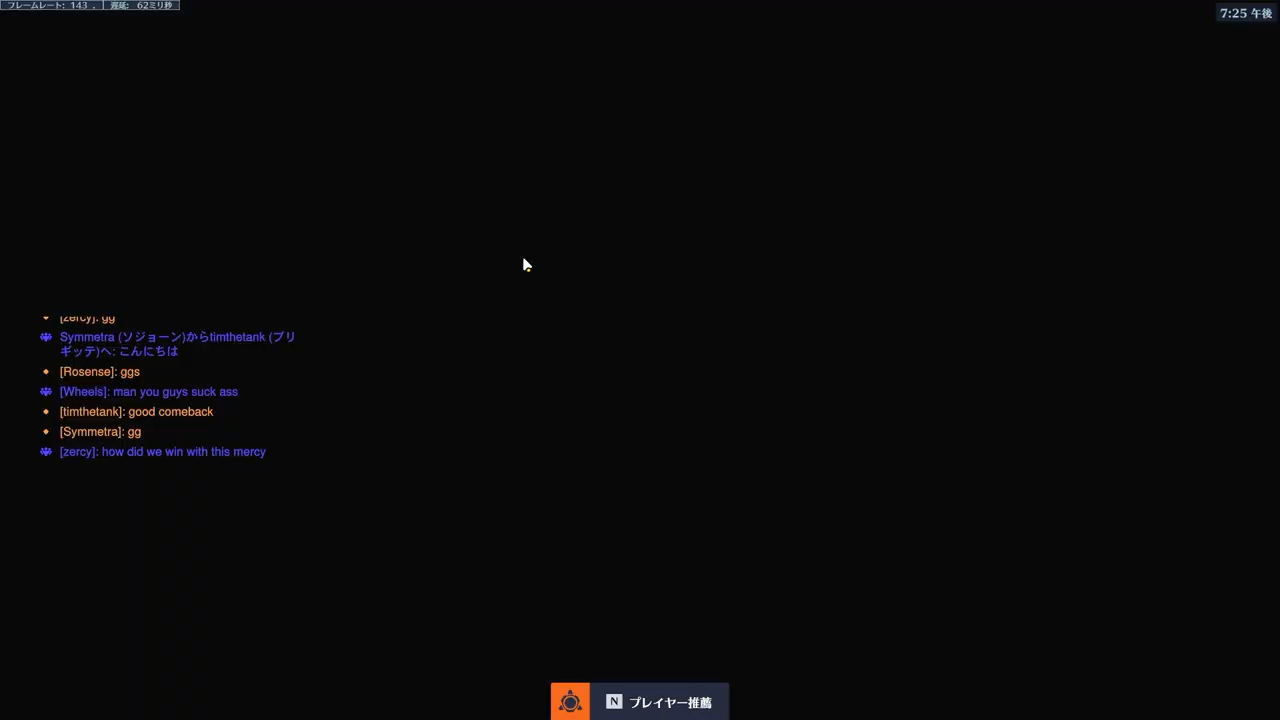 フレームレート: 143 . 遅延: 62ミリ秒
7:25 午後
[zercy]: gg
Symmetra (ソジョーン)からtimthetank (ブリ
ギッテ)へ: こんにちは
[Rosense]: ggs
[Wheels]: man you guys suck ass
[timthetank]: good comeback
[Symmetra]: gg
[zercy]: how did we win with this mercy
N プレイヤー推薦